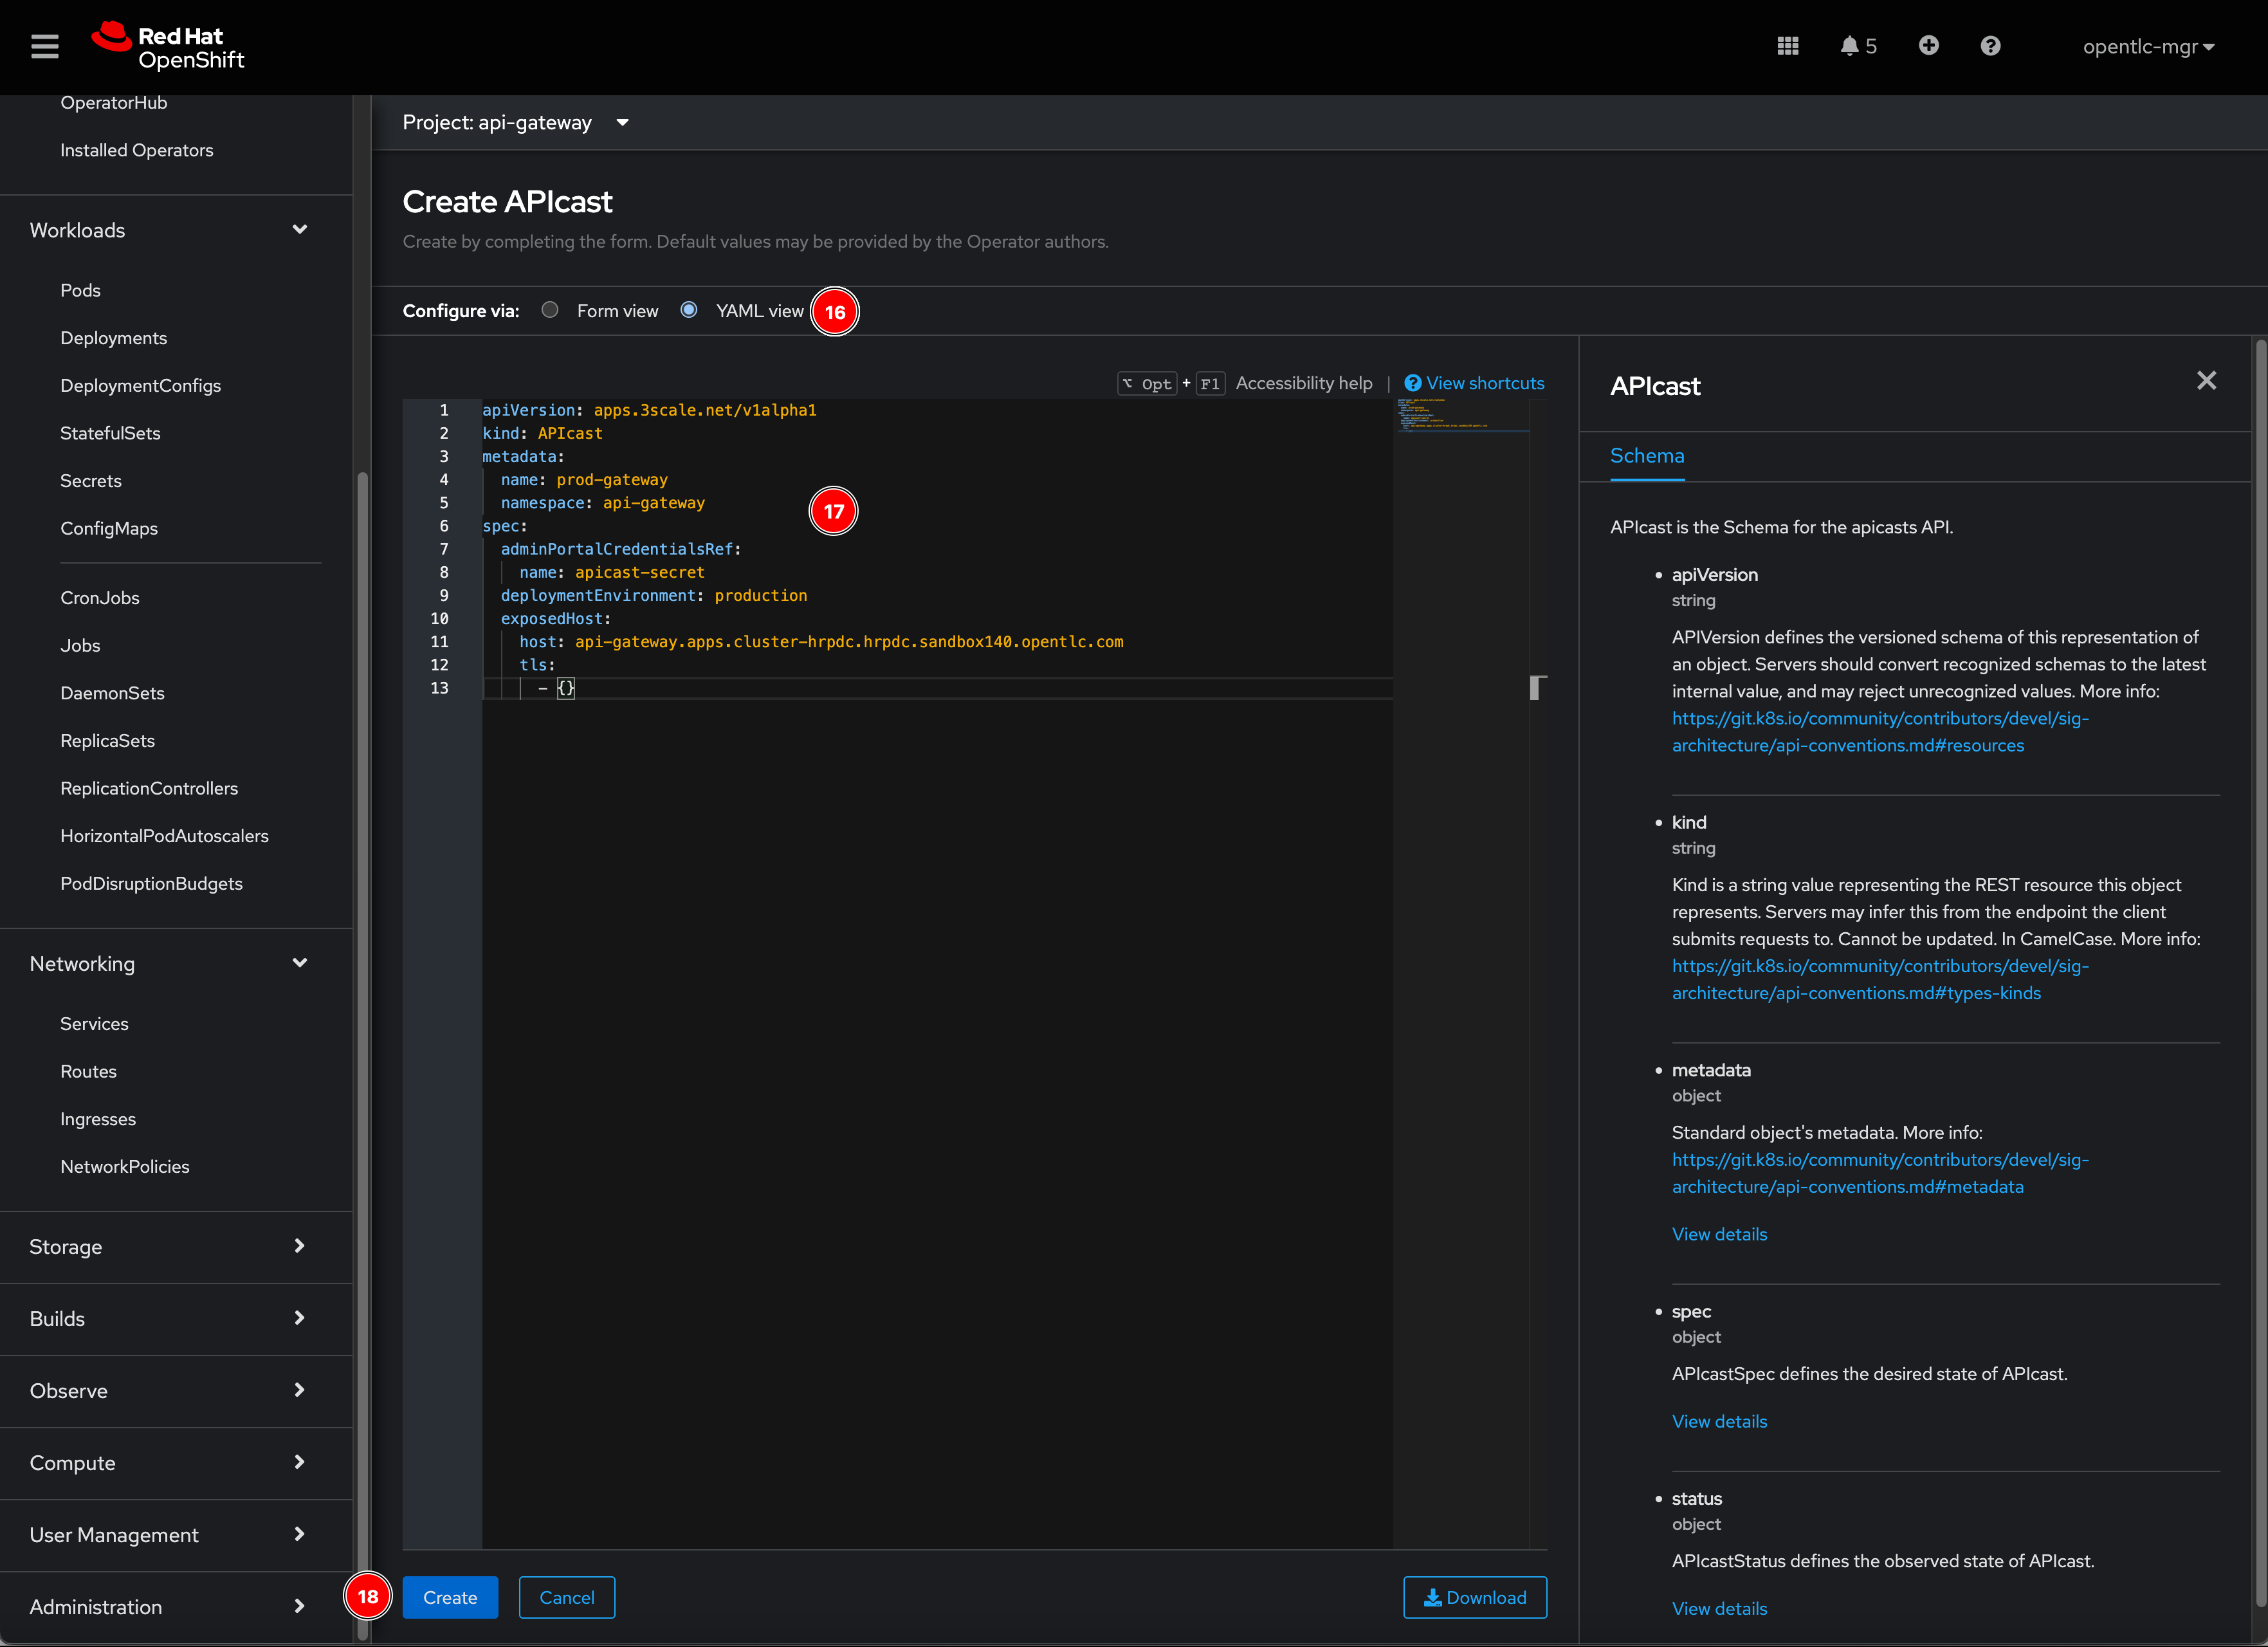 Red Hat
OpenShift
5
opentlc-mgr
OperatorHub
Installed Operators
Workloads
Pods
Deployments
DeploymentConfigs
StatefulSets
Secrets
ConfigMaps
CronJobs
Jobs
DaemonSets
ReplicaSets
ReplicationControllers
HorizontalPodAutoscalers
PodDisruptionBudgets
Networking
Services
Routes
Ingresses
NetworkPolicies
Storage
Builds
Observe
Compute
User Management
Administration
Project: api-gateway
Create APIcast
Create by completing the form. Default values may be provided by the Operator authors.
Configure via: Form view YAML view 16
⌥ Opt + F1 Accessibility help | View shortcuts
1 apiVersion: apps.3scale.net/v1alpha1
2 kind: APIcast
3 metadata:
4 name: prod-gateway
5 namespace: api-gateway
17
6 spec:
7 adminPortalCredentialsRef:
8 name: apicast-secret
9 deploymentEnvironment: production
10 exposedHost:
11 host: api-gateway.apps.cluster-hrpdc.hrpdc.sandbox140.opentlc.com
12 tls:
13 - {}
18 Create Cancel Download
APIcast
Schema
APIcast is the Schema for the apicasts API.
• apiVersion
string
APIVersion defines the versioned schema of this representation of
an object. Servers should convert recognized schemas to the latest
internal value, and may reject unrecognized values. More info:
https://git.k8s.io/community/contributors/devel/sig-
architecture/api-conventions.md#resources
• kind
string
Kind is a string value representing the REST resource this object
represents. Servers may infer this from the endpoint the client
submits requests to. Cannot be updated. In CamelCase. More info:
https://git.k8s.io/community/contributors/devel/sig-
architecture/api-conventions.md#types-kinds
• metadata
object
Standard object's metadata. More info:
https://git.k8s.io/community/contributors/devel/sig-
architecture/api-conventions.md#metadata
View details
• spec
object
APIcastSpec defines the desired state of APIcast.
View details
• status
object
APIcastStatus defines the observed state of APIcast.
View details